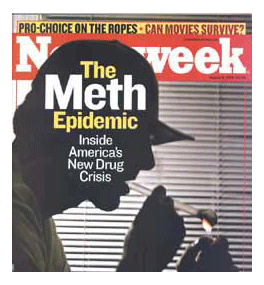 PRO-CHOICE ON THE ROPES • CAN MOVIES SURVIVE?
Newsweek
The
Meth
Epidemic
Inside
America's
New Drug
Crisis